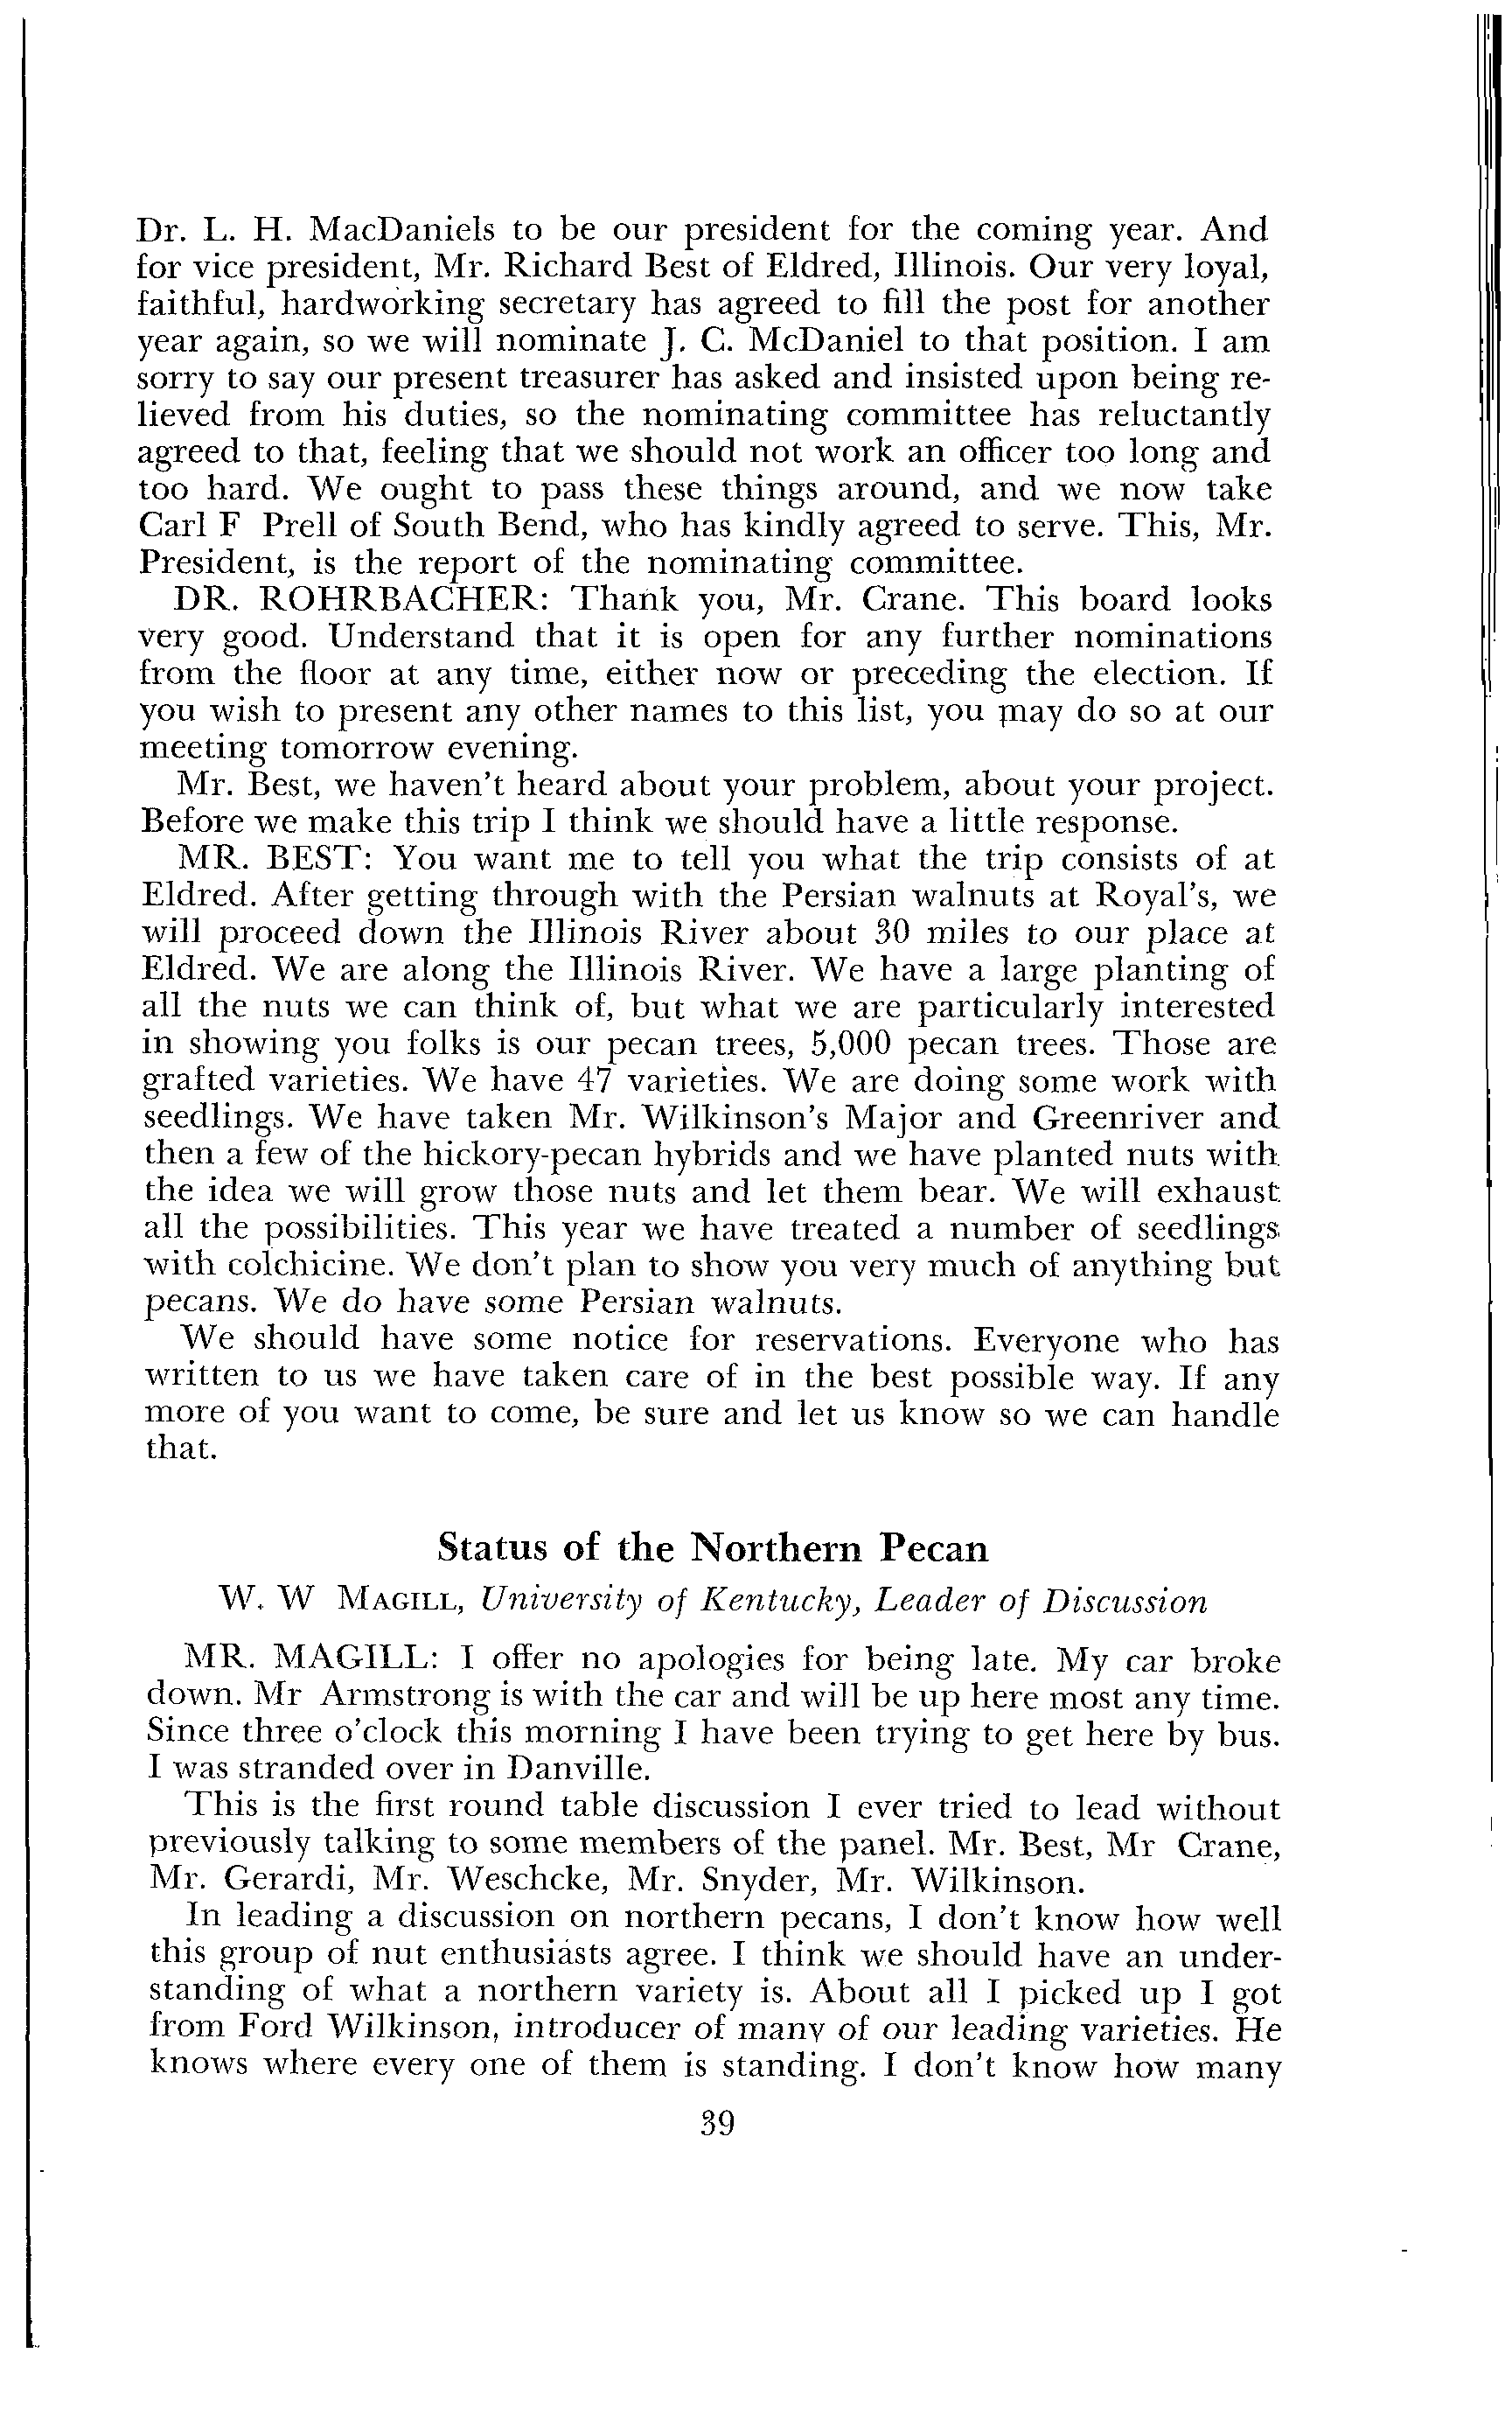 Dr. L. H. MacDaniels to be our president for the coming year. And
for vice president, Mr. Richard Best of Eldred, Illinois. Our very loyal,
faithful, hardworking secretary has agreed to fill the post for another
year again, so we will nominate J. C. McDaniel to that position. I am
sorry to say our present treasurer has asked and insisted upon being re-
lieved from his duties, so the nominating committee has reluctantly
agreed to that, feeling that we should not work an officer too long and
too hard. We ought to pass these things around, and we now take
Carl F Prell of South Bend, who has kindly agreed to serve. This, Mr.
President, is the report of the nominating committee.
DR. ROHRBACHER: Thank you, Mr. Crane. This board looks
very good. Understand that it is open for any further nominations
from the floor at any time, either now or preceding the election. If
you wish to present any other names to this list, you may do so at our
meeting tomorrow evening.
Mr. Best, we haven't heard about your problem, about your project.
Before we make this trip I think we should have a little response.
MR. BEST: You want me to tell you what the trip consists of at
Eldred. After getting through with the Persian walnuts at Royal's, we
will proceed down the Illinois River about 30 miles to our place at
Eldred. We are along the Illinois River. We have a large planting of
all the nuts we can think of, but what we are particularly interested
in showing you folks is our pecan trees, 5,000 pecan trees. Those are
grafted varieties. We have 47 varieties. We are doing some work with
seedlings. We have taken Mr. Wilkinson's Major and Greenriver and
then a few of the hickory-pecan hybrids and we have planted nuts with
the idea we will grow those nuts and let them bear. We will exhaust
all the possibilities. This year we have treated a number of seedlings
with colchicine. We don't plan to show you very much of anything but
pecans. We do have some Persian walnuts.
We should have some notice for reservations. Everyone who has
written to us we have taken care of in the best possible way. If any
more of you want to come, be sure and let us know so we can handle
that.
Status of the Northern Pecan
W. W MAGILL, University of Kentucky, Leader of Discussion
MR. MAGILL: I offer no apologies for being late. My car broke
down. Mr Armstrong is with the car and will be up here most any time.
Since three o'clock this morning I have been trying to get here by bus.
I was stranded over in Danville.
This is the first round table discussion I ever tried to lead without
previously talking to some members of the panel. Mr. Best, Mr Crane,
Mr. Gerardi, Mr. Weschcke, Mr. Snyder, Mr. Wilkinson.
In leading a discussion on northern pecans, I don't know how well
this group of nut enthusiasts agree. I think we should have an under-
standing of what a northern variety is. About all I picked up I got
from Ford Wilkinson, introducer of many of our leading varieties. He
knows where every one of them is standing. I don't know how many
39